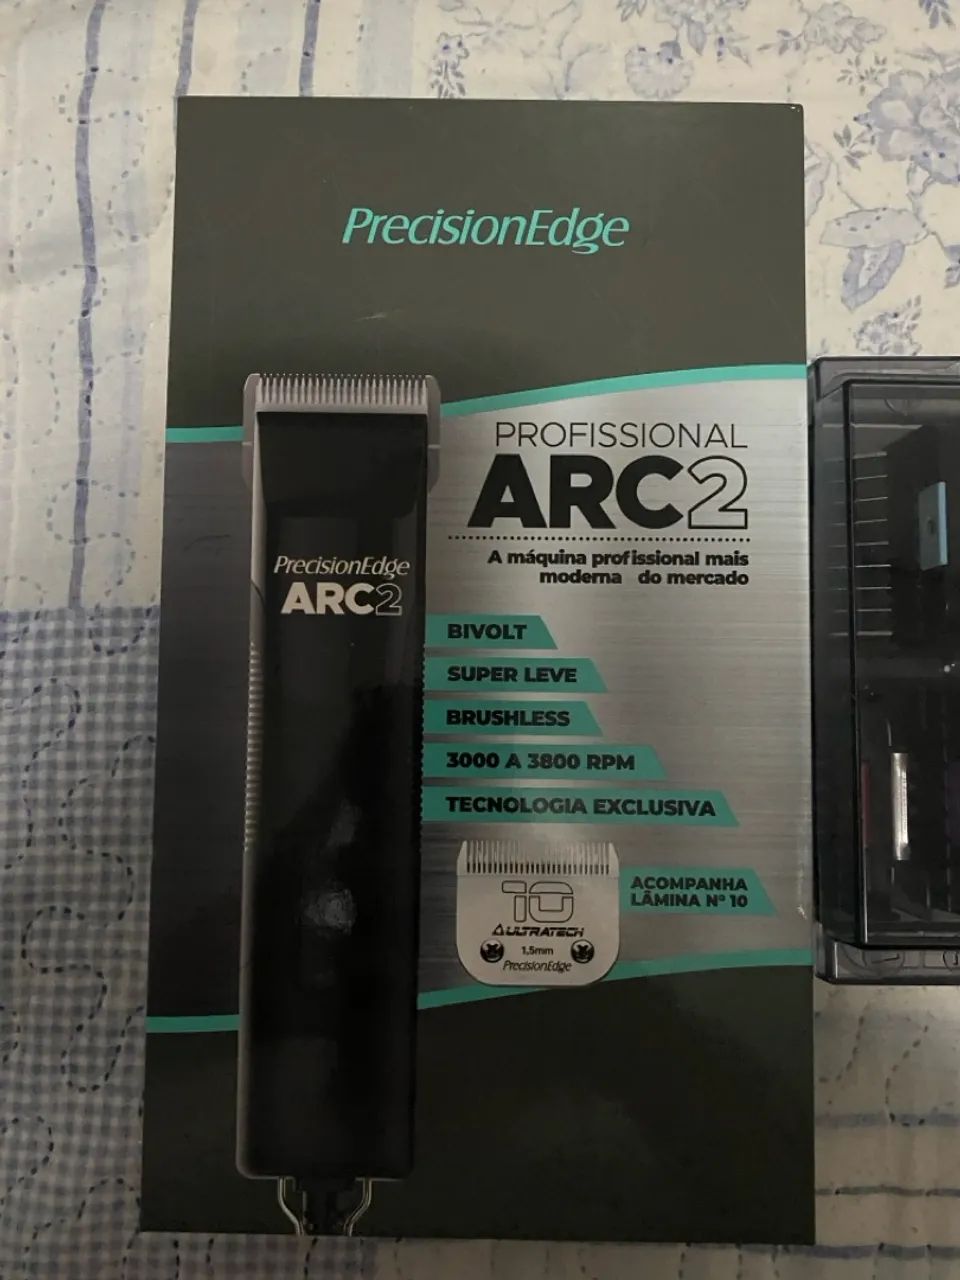 PrecisionEdge
PROFISSIONAL
ARC2
A máquina profissional mais
moderna do mercado
PrecisionEdge
ARC2
BIVOLT
SUPER LEVE
BRUSHLESS
3000 A 3800 RPM
TECNOLOGIA EXCLUSIVA
10
ULTRATECH
1,5mm
PrecisionEdge
ACOMPANHA
LÂMINA Nº 10